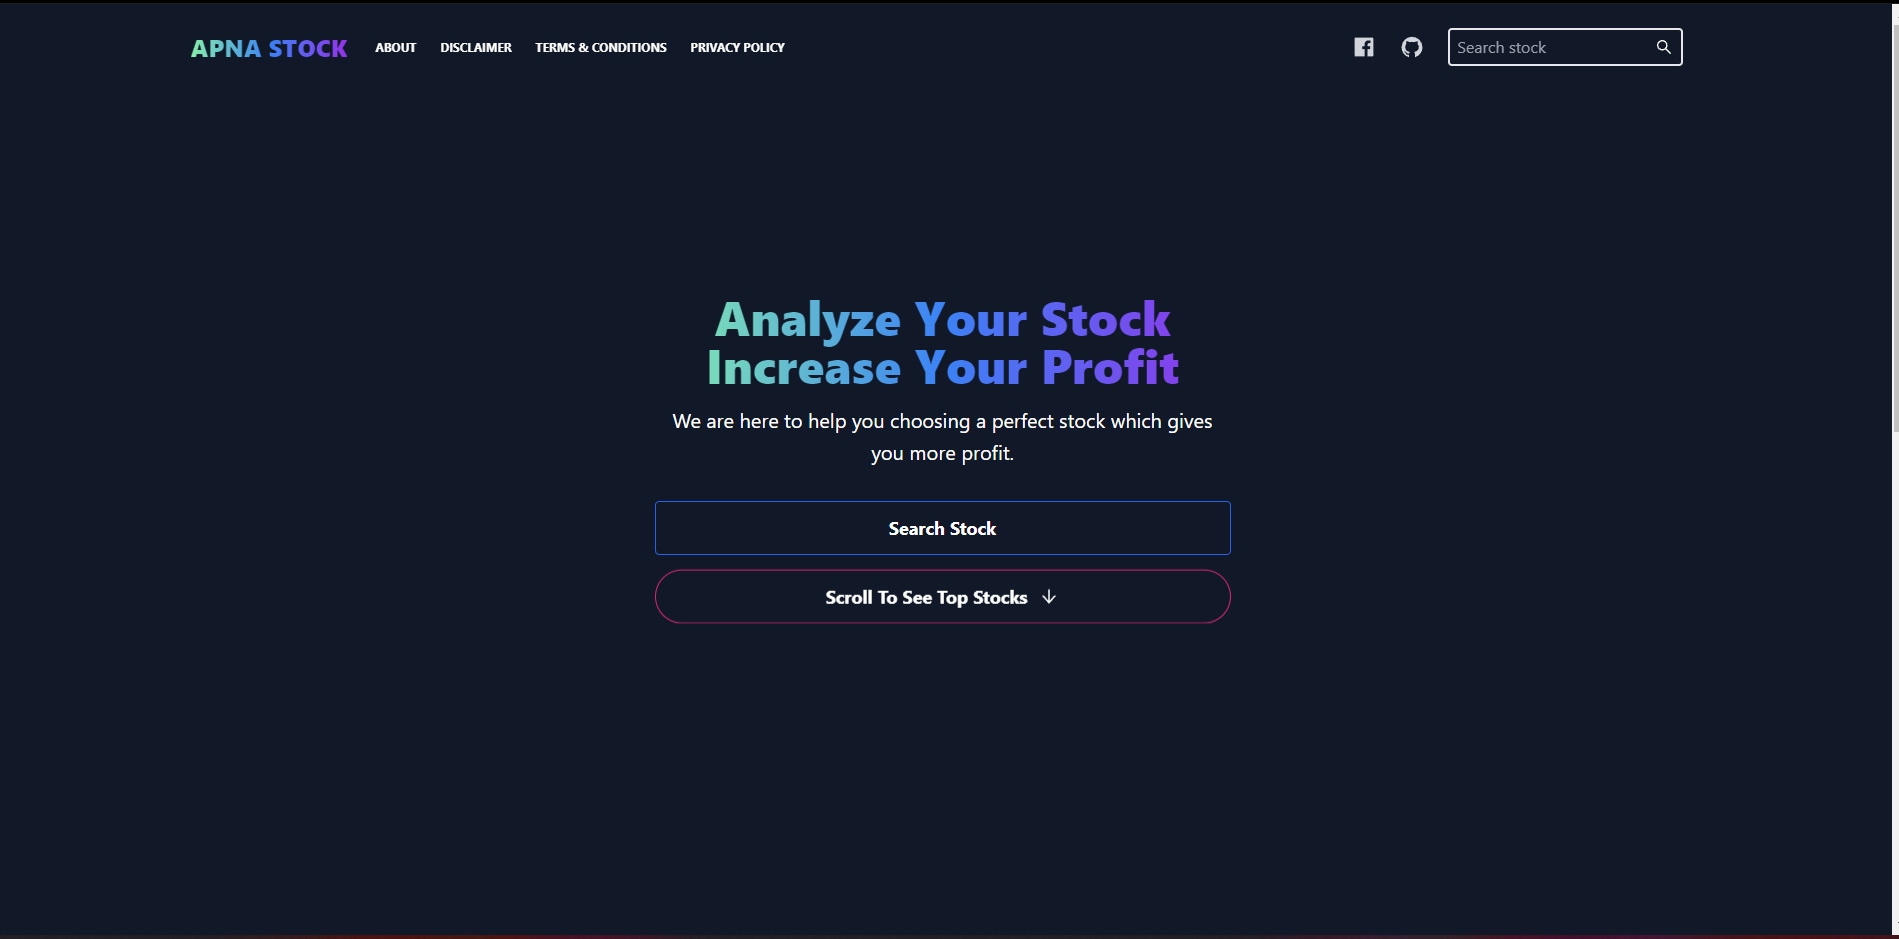 APNA STOCK
ABOUT
DISCLAIMER
TERMS & CONDITIONS
PRIVACY POLICY
Search stock
Analyze Your Stock
Increase Your Profit
We are here to help you choosing a perfect stock which gives
you more profit.
Search Stock
Scroll To See Top Stocks